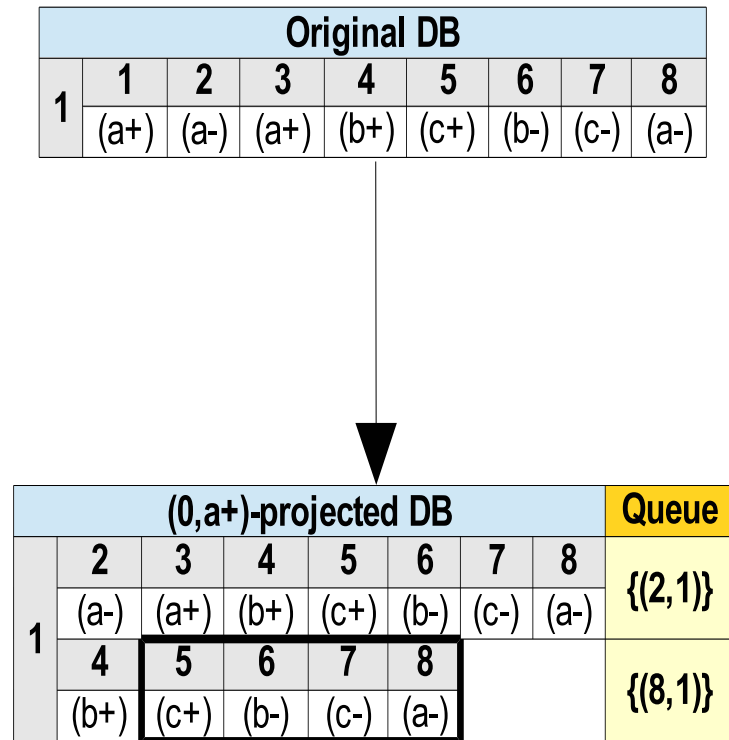 Original DB
1 1 2 3 4 5 6 7 8
(a+) (a-) (a+) (b+) (c+) (b-) (c-) (a-)
(0,a+)-projected DB Queue
1 2 3 4 5 6 7 8 {(2,1)}
(a-) (a+) (b+) (c+) (b-) (c-) (a-)
4 5 6 7 8 {(8,1)}
(b+) (c+) (b-) (c-) (a-)